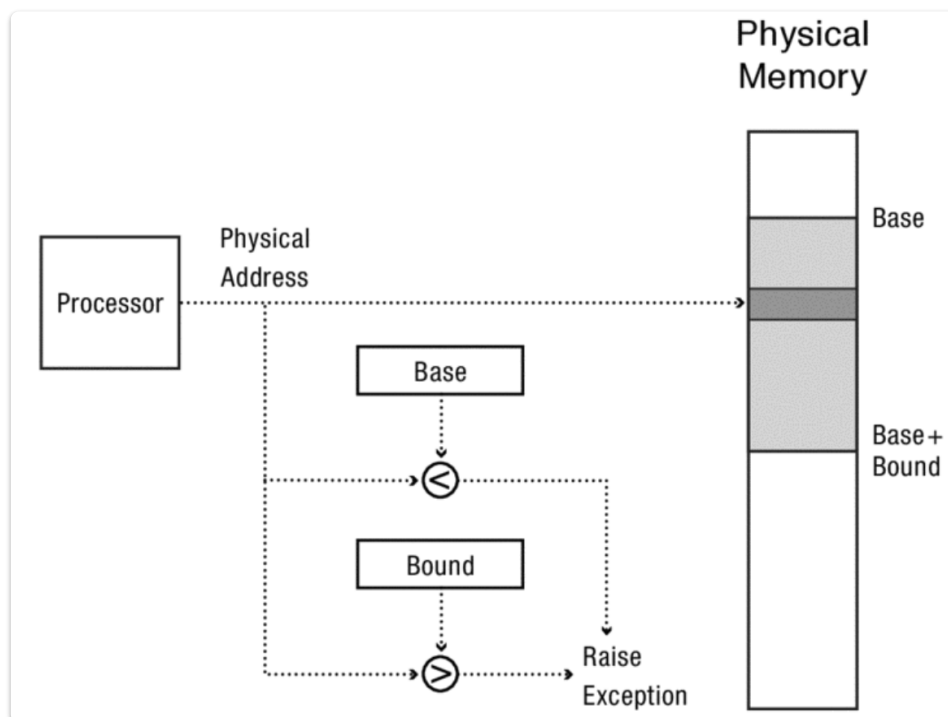 Physical
Memory
Base
Physical
Address
Processor
Base
Base+
Bound
<
Bound
>
Raise
Exception